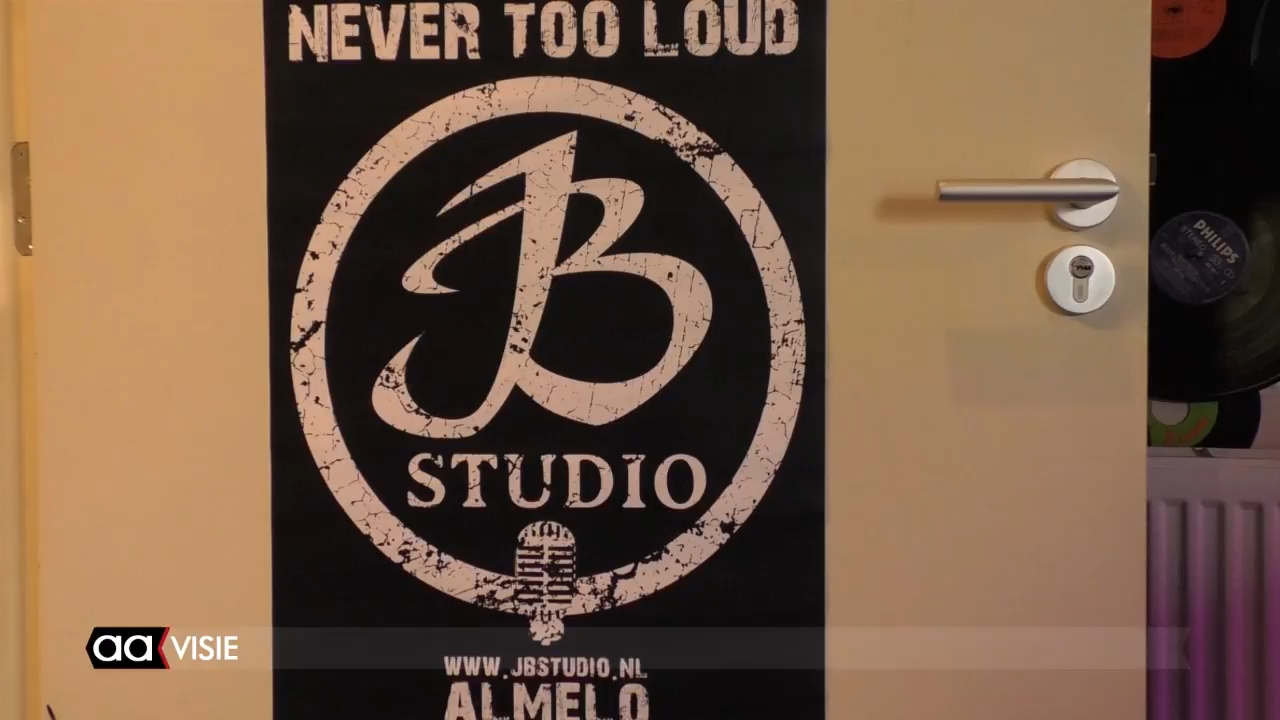 NEVER TOO LOUD
JB
STUDIO
PHILIPS
WWW.JBSTUDIO.NL
ALMELO
aa VISIE